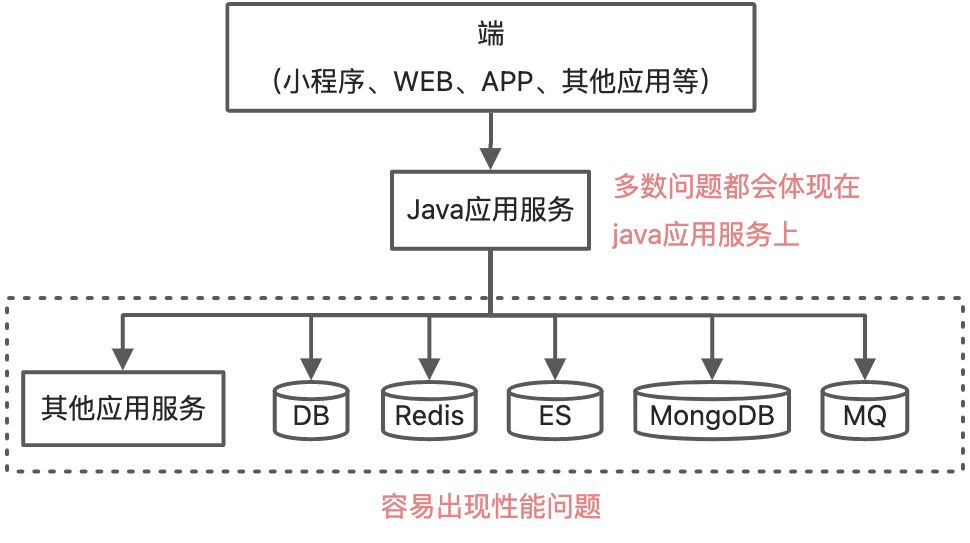 端
（小程序、WEB、APP、其他应用等）
Java应用服务
多数问题都会体现在
java应用服务上
其他应用服务
DB
Redis
ES
MongoDB
MQ
容易出现性能问题